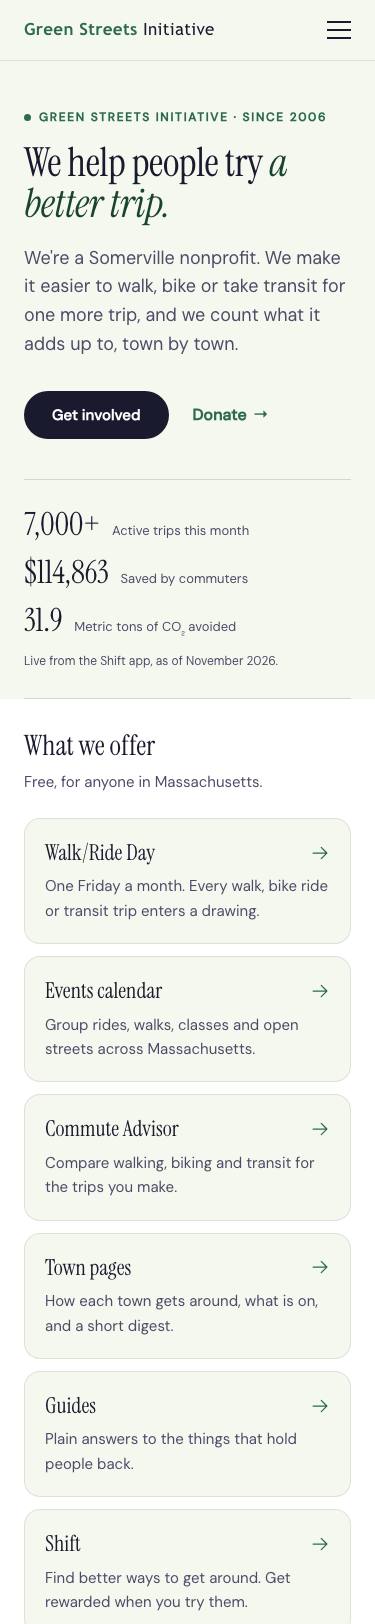 Green Streets Initiative
GREEN STREETS INITIATIVE · SINCE 2006
We help people try a
better trip.
We're a Somerville nonprofit. We make
it easier to walk, bike or take transit for
one more trip, and we count what it
adds up to, town by town.
Get involved
Donate →
7,000+ Active trips this month
$114,863 Saved by commuters
31.9 Metric tons of CO₂ avoided
Live from the Shift app, as of November 2026.
What we offer
Free, for anyone in Massachusetts.
Walk/Ride Day →
One Friday a month. Every walk, bike ride
or transit trip enters a drawing.
Events calendar →
Group rides, walks, classes and open
streets across Massachusetts.
Commute Advisor →
Compare walking, biking and transit for
the trips you make.
Town pages →
How each town gets around, what is on,
and a short digest.
Guides →
Plain answers to the things that hold
people back.
Shift →
Find better ways to get around. Get
rewarded when you try them.